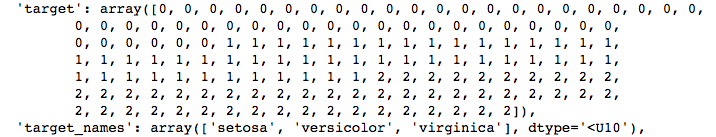 'target': array([0, 0, 0, 0, 0, 0, 0, 0, 0, 0, 0, 0, 0, 0, 0, 0, 0, 0, 0, 0, 0, 0,
0, 0, 0, 0, 0, 0, 0, 0, 0, 0, 0, 0, 0, 0, 0, 0, 0, 0, 0, 0, 0, 0,
0, 0, 0, 0, 0, 0, 1, 1, 1, 1, 1, 1, 1, 1, 1, 1, 1, 1, 1, 1, 1, 1,
1, 1, 1, 1, 1, 1, 1, 1, 1, 1, 1, 1, 1, 1, 1, 1, 1, 1, 1, 1, 1, 1,
1, 1, 1, 1, 1, 1, 1, 1, 1, 1, 1, 1, 2, 2, 2, 2, 2, 2, 2, 2, 2, 2,
2, 2, 2, 2, 2, 2, 2, 2, 2, 2, 2, 2, 2, 2, 2, 2, 2, 2, 2, 2, 2, 2,
2, 2, 2, 2, 2, 2, 2, 2, 2, 2, 2, 2, 2, 2, 2, 2, 2, 2]),
'target_names': array(['setosa', 'versicolor', 'virginica'], dtype='<U10'),